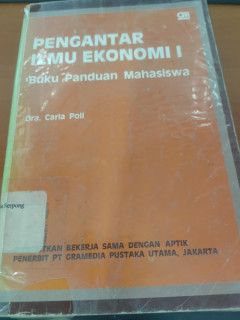 PENGANTAR
ILMU EKONOMI I
Buku Panduan Mahasiswa
Dra. Carla Poli
Serpong
BEKERJA SAMA DENGAN APTIK
PENERBIT PT GRAMEDIA PUSTAKA UTAMA, JAKARTA